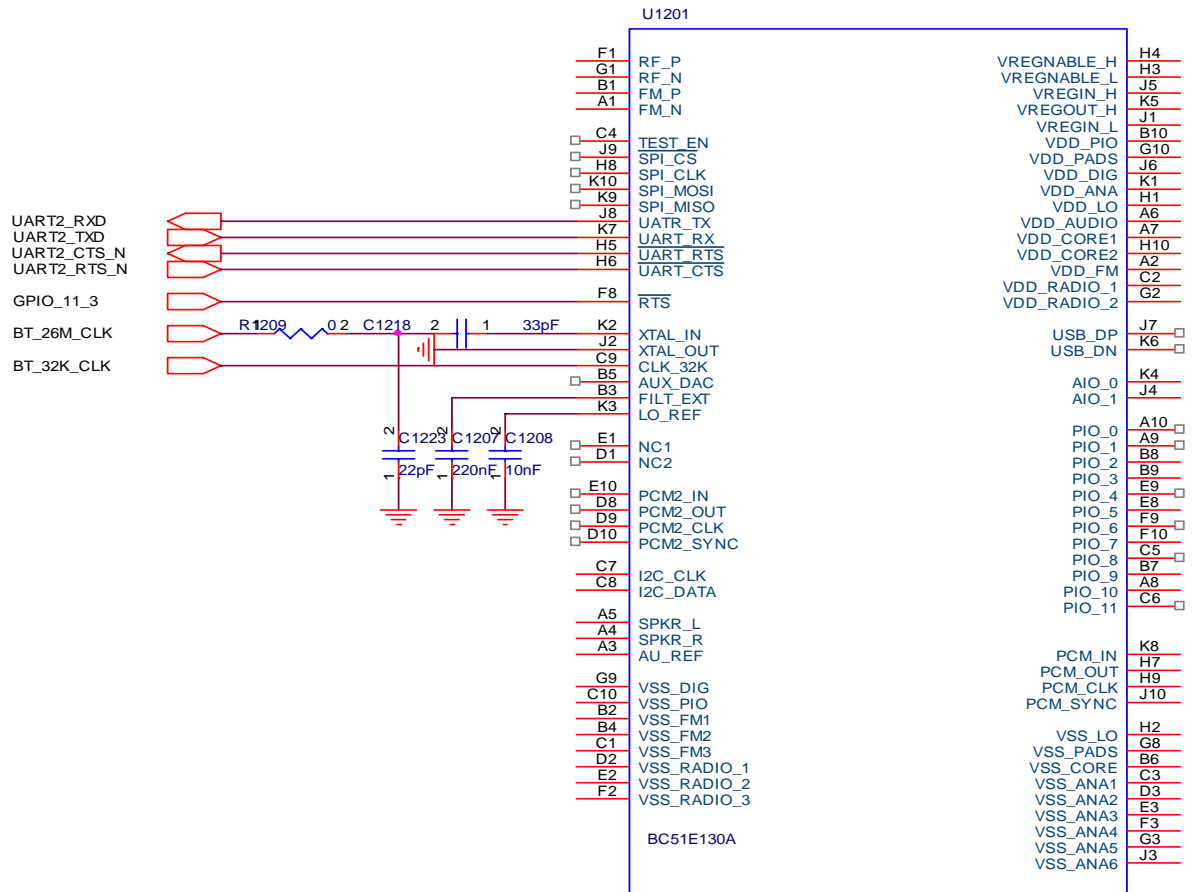 U1201
F1 RF_P
G1 RF_N
B1 FM_P
A1 FM_N
C4 TEST_EN
J9 SPI_CS
H8 SPI_CLK
K10 SPI_MOSI
K9 SPI_MISO
UART2_RXD J8 UATR_TX
UART2_TXD K7 UART_RX
UART2_CTS_N H5 UART_RTS
UART2_RTS_N H6 UART_CTS
GPIO_11_3 F8 RTS
BT_26M_CLK R1209 1 0 2 C1218 2 1 33pF K2 XTAL_IN
J2 XTAL_OUT
BT_32K_CLK C9 CLK_32K
B5 AUX_DAC
B3 FILT_EXT
K3 LO_REF
2 C1223 2 C1207 2 C1208
1 22pF 1 220nF 1 10nF
E1 NC1
D1 NC2
E10 PCM2_IN
D8 PCM2_OUT
D9 PCM2_CLK
D10 PCM2_SYNC
C7 I2C_CLK
C8 I2C_DATA
A5 SPKR_L
A4 SPKR_R
A3 AU_REF
G9 VSS_DIG
C10 VSS_PIO
B2 VSS_FM1
B4 VSS_FM2
C1 VSS_FM3
D2 VSS_RADIO_1
E2 VSS_RADIO_2
F2 VSS_RADIO_3
BC51E130A
VREGNABLE_H H4
VREGNABLE_L H3
VREGIN_H J5
VREGOUT_H K5
VREGIN_L J1
VDD_PIO B10
VDD_PADS G10
VDD_DIG J6
VDD_ANA K1
VDD_LO H1
VDD_AUDIO A6
VDD_CORE1 A7
VDD_CORE2 H10
VDD_FM A2
VDD_RADIO_1 C2
VDD_RADIO_2 G2
USB_DP J7
USB_DN K6
AIO_0 K4
AIO_1 J4
PIO_0 A10
PIO_1 A9
PIO_2 B8
PIO_3 B9
PIO_4 E9
PIO_5 E8
PIO_6 F9
PIO_7 F10
PIO_8 C5
PIO_9 B7
PIO_10 A8
PIO_11 C6
PCM_IN K8
PCM_OUT H7
PCM_CLK H9
PCM_SYNC J10
VSS_LO H2
VSS_PADS G8
VSS_CORE B6
VSS_ANA1 C3
VSS_ANA2 D3
VSS_ANA3 E3
VSS_ANA4 F3
VSS_ANA5 G3
VSS_ANA6 J3